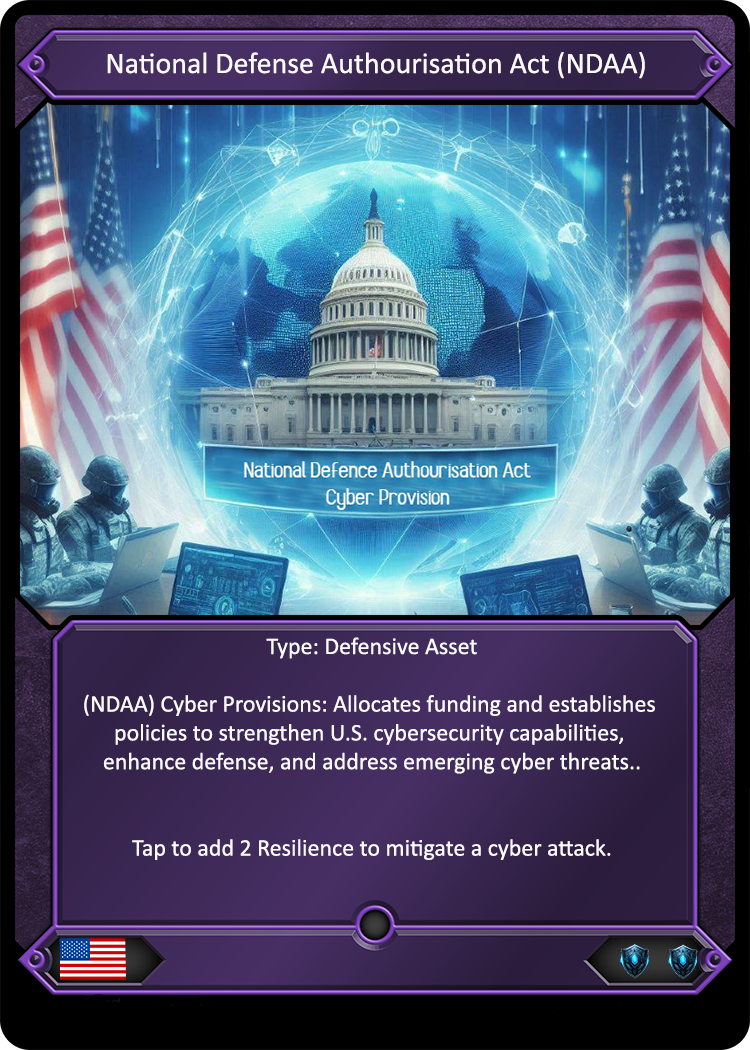 National Defense Authourisation Act (NDAA)
National Defence Authourisation Act
Cyber Provision
Type: Defensive Asset
(NDAA) Cyber Provisions: Allocates funding and establishes
policies to strengthen U.S. cybersecurity capabilities,
enhance defense, and address emerging cyber threats..
Tap to add 2 Resilience to mitigate a cyber attack.